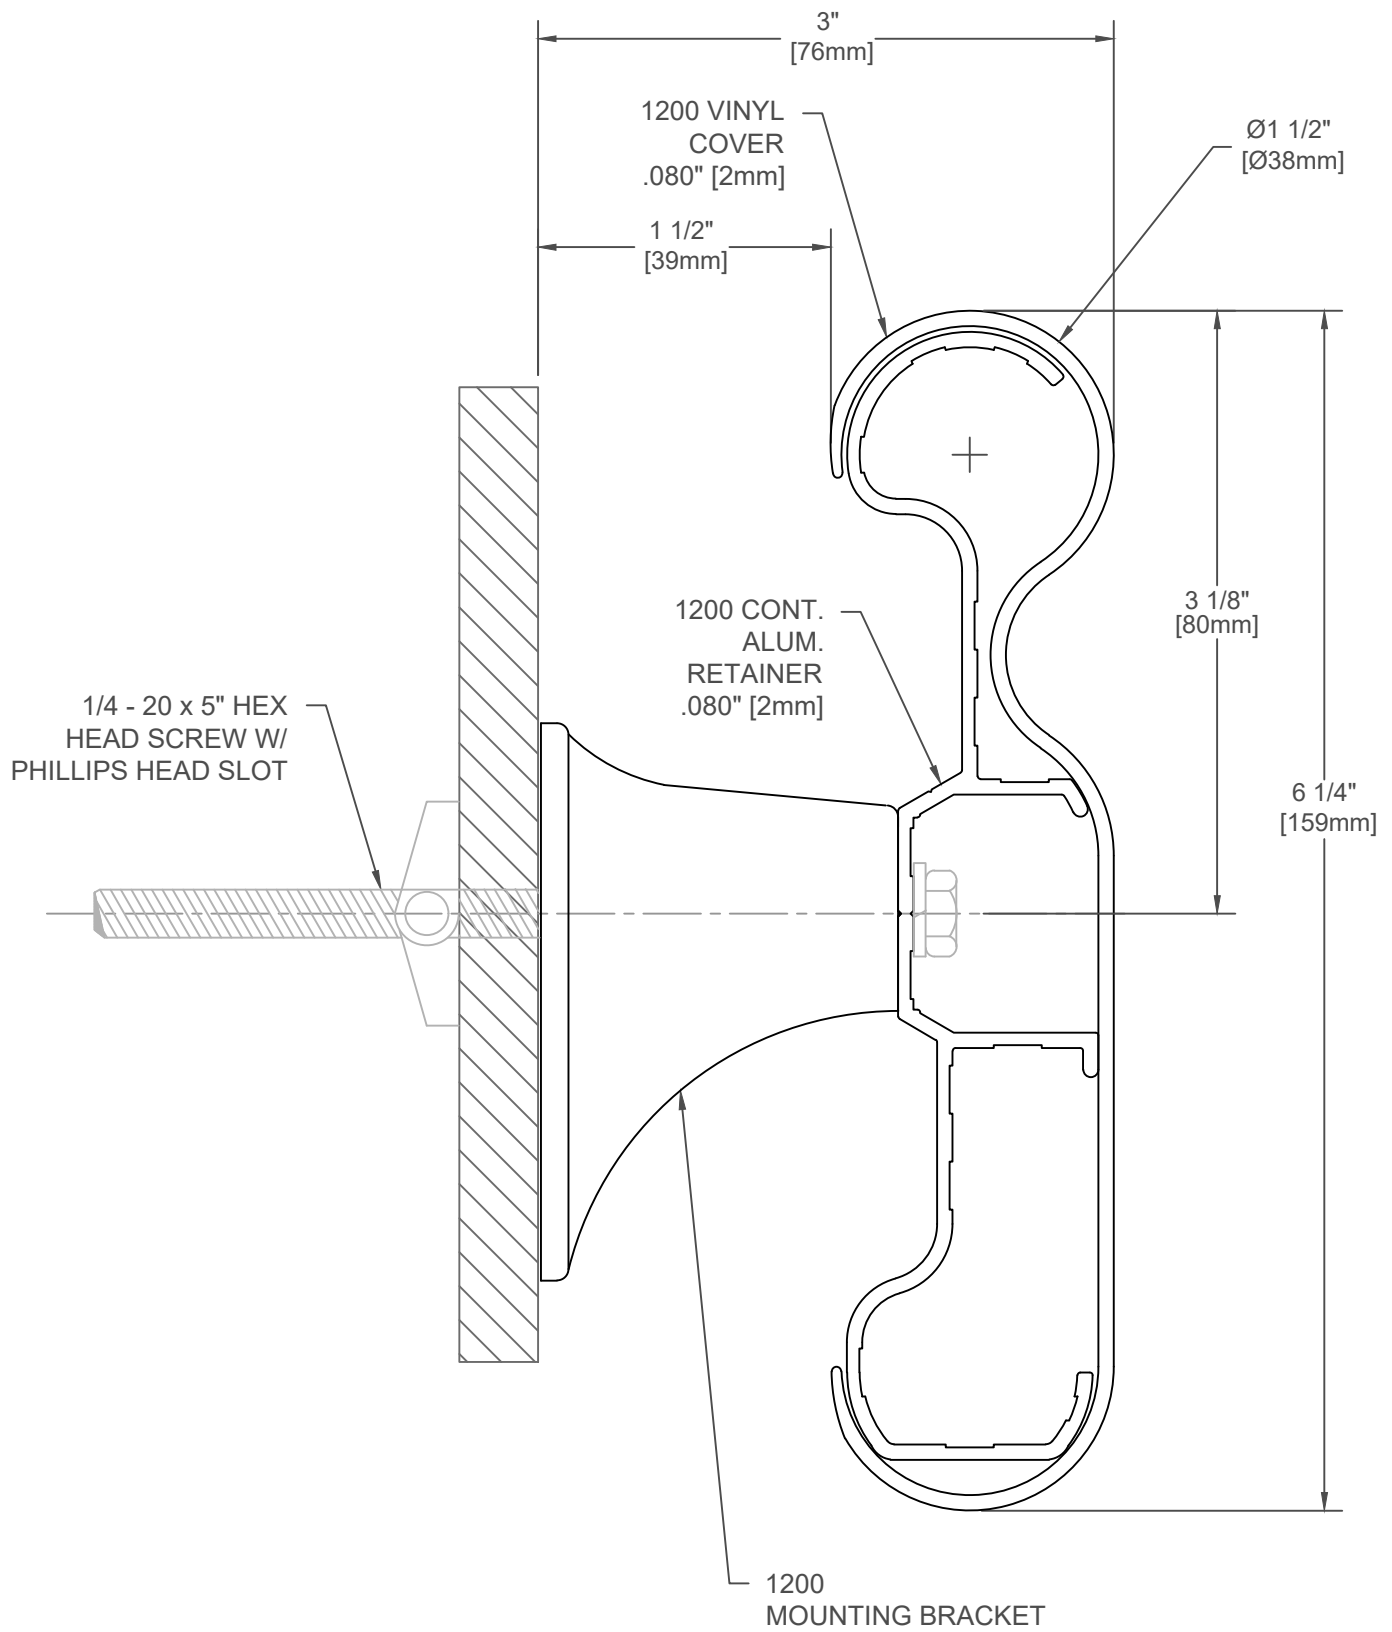 3"
[76mm]
1200 VINYL
COVER
.080" [2mm]
Ø1 1/2"
[Ø38mm]
1 1/2"
[39mm]
1200 CONT.
ALUM.
RETAINER
.080" [2mm]
3 1/8"
[80mm]
1/4 - 20 x 5" HEX
HEAD SCREW W/
PHILLIPS HEAD SLOT
6 1/4"
[159mm]
1200
MOUNTING BRACKET